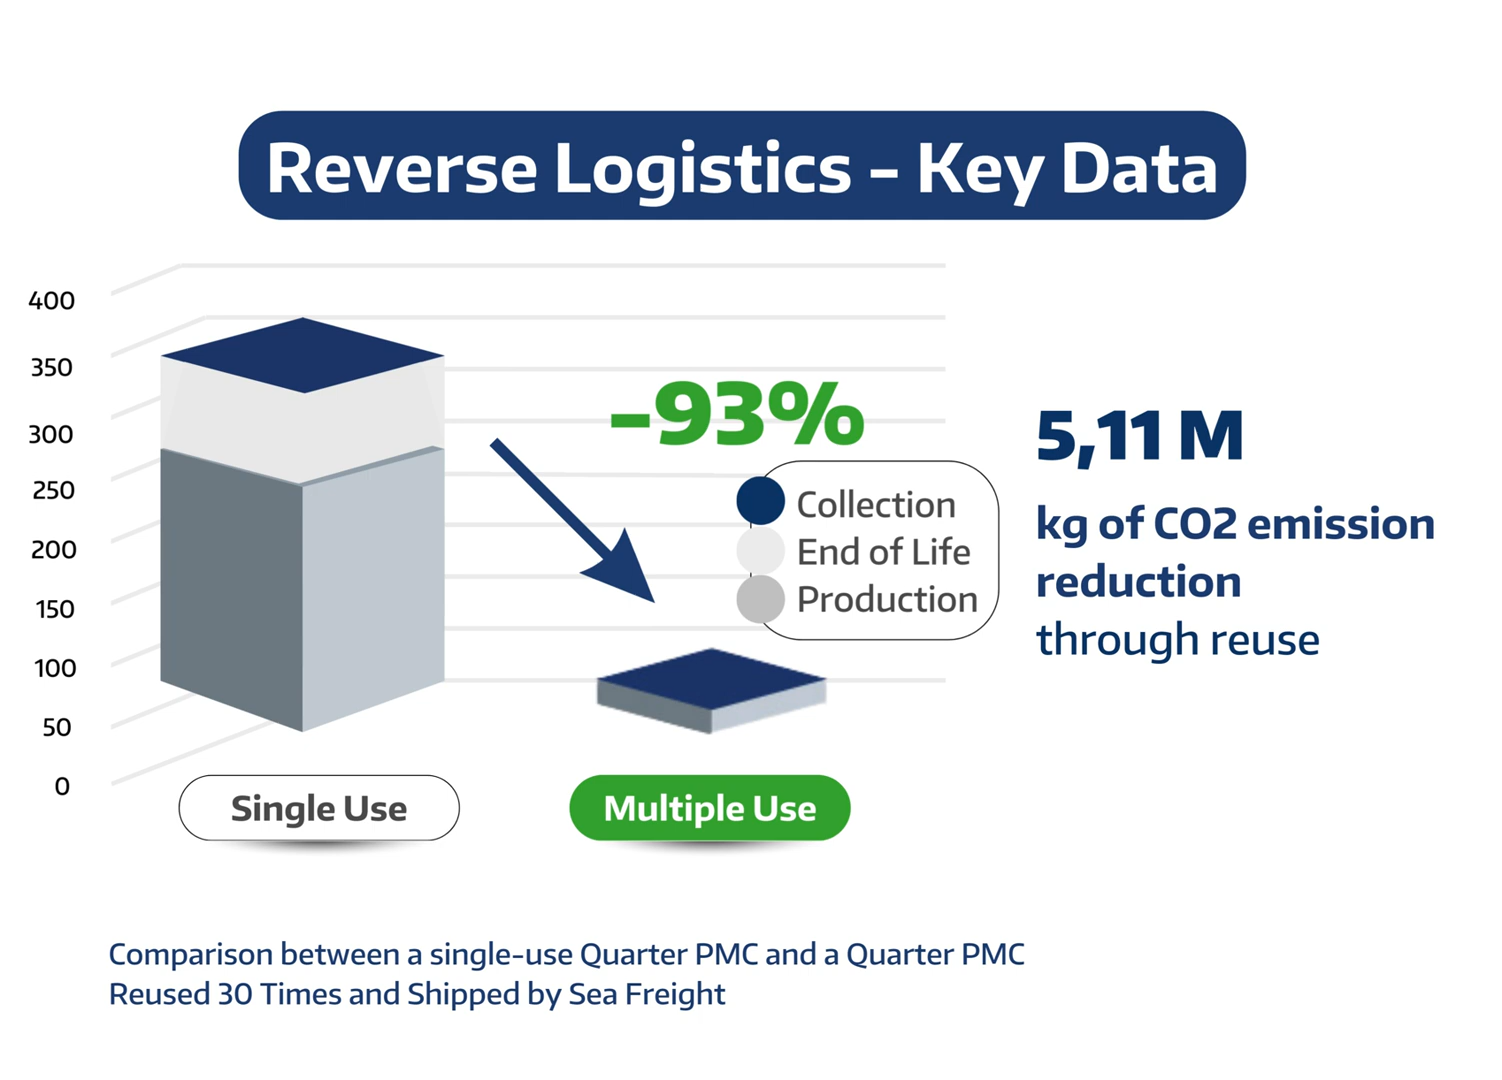 Reverse Logistics – Key Data
400
350
300
250
200
150
100
50
0
-93%
Collection
End of Life
Production
5,11 M
kg of CO2 emission
reduction
through reuse
Single Use
Multiple Use
Comparison between a single-use Quarter PMC and a Quarter PMC
Reused 30 Times and Shipped by Sea Freight